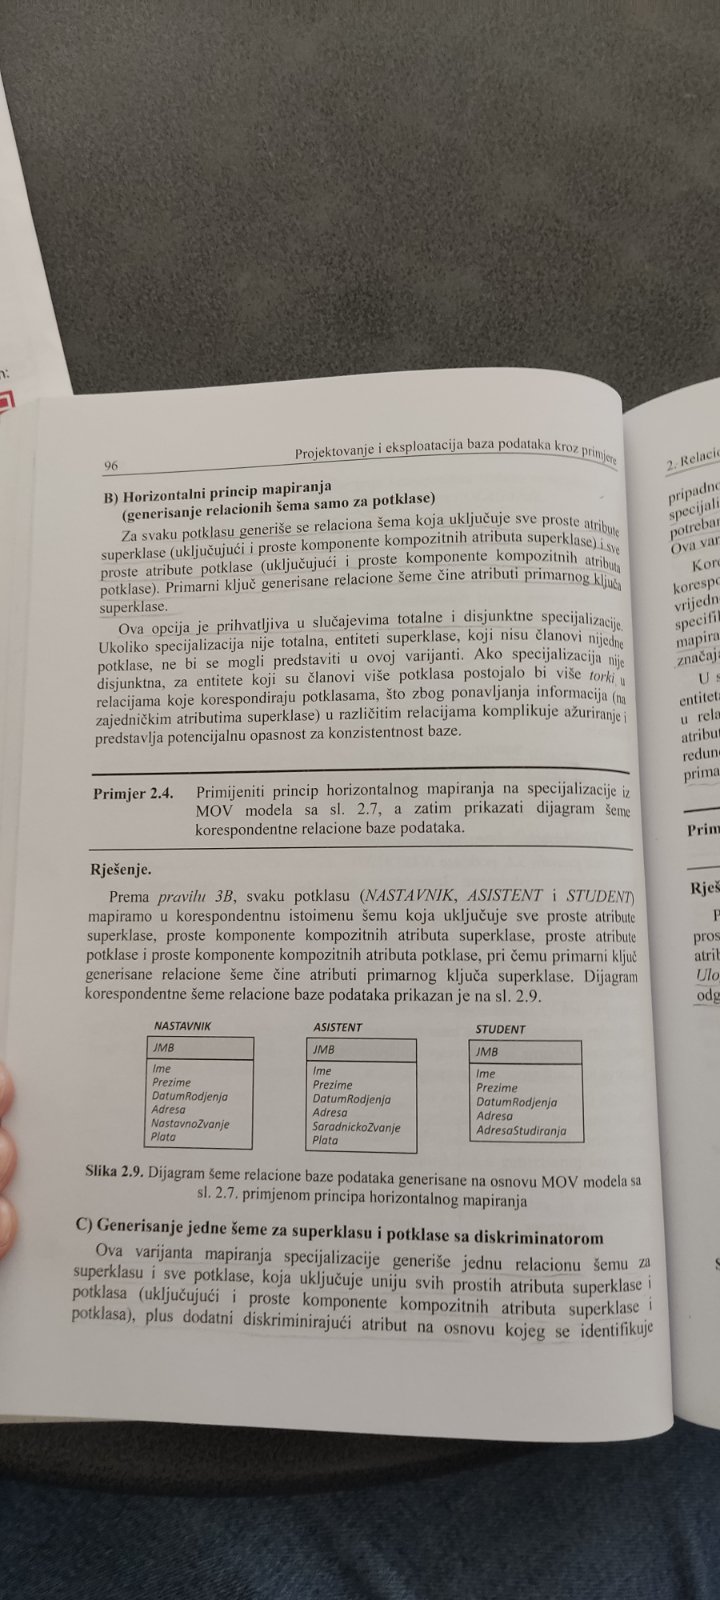 96
Projektovanje i eksploatacija baza podataka kroz primjere
B) Horizontalni princip mapiranja
(generisanje relacionih šema samo za potklase)
Za svaku potklasu generiše se relaciona šema koja uključuje sve proste atribute
superklase (uključujući i proste komponente kompozitnih atributa superklase) i sve
proste atribute potklase (uključujući i proste komponente kompozitnih atributa
potklase). Primarni ključ generisane relacione šeme čine atributi primarnog ključa
superklase.
Ova opcija je prihvatljiva u slučajevima totalne i disjunktne specijalizacije.
Ukoliko specijalizacija nije totalna, entiteti superklase, koji nisu članovi nijedne
potklase, ne bi se mogli predstaviti u ovoj varijanti. Ako specijalizacija nije
disjunktna, za entitete koji su članovi više potklasa postojalo bi više torki u
relacijama koje korespondiraju potklasama, što zbog ponavljanja informacija (na
zajedničkim atributima superklase) u različitim relacijama komplikuje ažuriranje i
predstavlja potencijalnu opasnost za konzistentnost baze.
Primjer 2.4. Primijeniti princip horizontalnog mapiranja na specijalizacije iz
MOV modela sa sl. 2.7, a zatim prikazati dijagram šeme
korespondentne relacione baze podataka.
Rješenje.
Prema pravilu 3B, svaku potklasu (NASTAVNIK, ASISTENT i STUDENT)
mapiramo u korespondentnu istoimenu šemu koja uključuje sve proste atribute
superklase, proste komponente kompozitnih atributa superklase, proste atribute
potklase i proste komponente kompozitnih atributa potklase, pri čemu primarni ključ
generisane relacione šeme čine atributi primarnog ključa superklase. Dijagram
korespondentne šeme relacione baze podataka prikazan je na sl. 2.9.
NASTAVNIK
JMB
Ime
Prezime
DatumRodjenja
Adresa
NastavnoZvanje
Plata
ASISTENT
JMB
Ime
Prezime
DatumRodjenja
Adresa
SaradnickoZvanje
Plata
STUDENT
JMB
Ime
Prezime
DatumRodjenja
Adresa
AdresaStudiranja
Slika 2.9. Dijagram šeme relacione baze podataka generisane na osnovu MOV modela sa
sl. 2.7. primjenom principa horizontalnog mapiranja
C) Generisanje jedne šeme za superklasu i potklase sa diskriminatorom
Ova varijanta mapiranja specijalizacije generiše jednu relacionu šemu za
superklasu i sve potklase, koja uključuje uniju svih prostih atributa superklase i
potklasa (uključujući i proste komponente kompozitnih atributa superklase i
potklasa), plus dodatni diskriminirajući atribut na osnovu kojeg se identifikuje